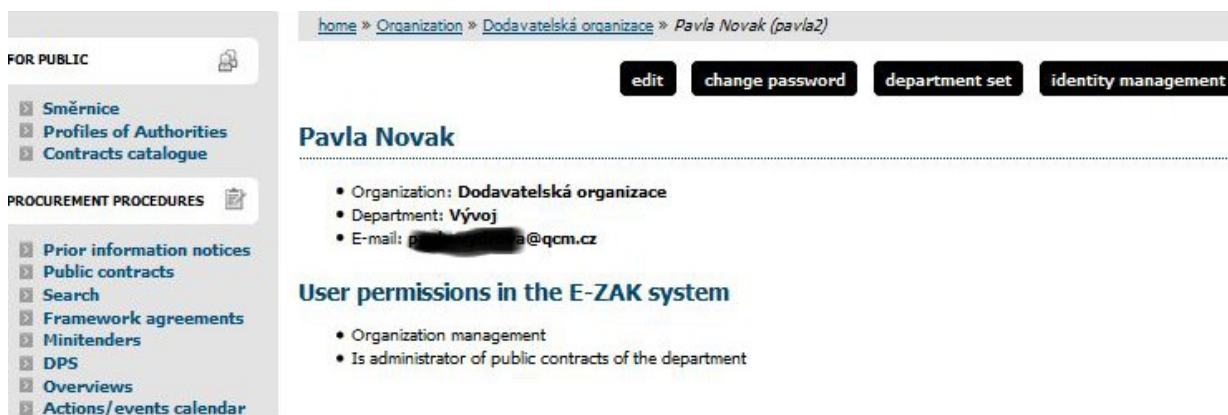 home » Organization » Dodavatelská organizace » Pavla Novak (pavla2)
FOR PUBLIC
Směrnice
Profiles of Authorities
Contracts catalogue
PROCUREMENT PROCEDURES
Prior information notices
Public contracts
Search
Framework agreements
Minitenders
DPS
Overviews
Actions/events calendar
edit change password department set identity management
Pavla Novak
Organization: Dodavatelská organizace
Department: Vývoj
E-mail: a@qcm.cz
User permissions in the E-ZAK system
Organization management
Is administrator of public contracts of the department